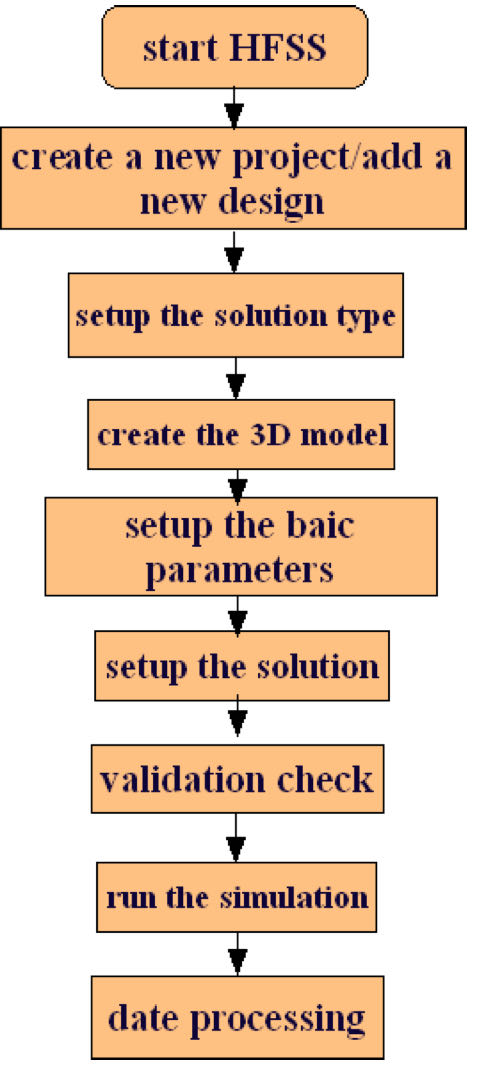 start HFSS
create a new project/add a
new design
setup the solution type
create the 3D model
setup the baic
parameters
setup the solution
validation check
run the simulation
date processing